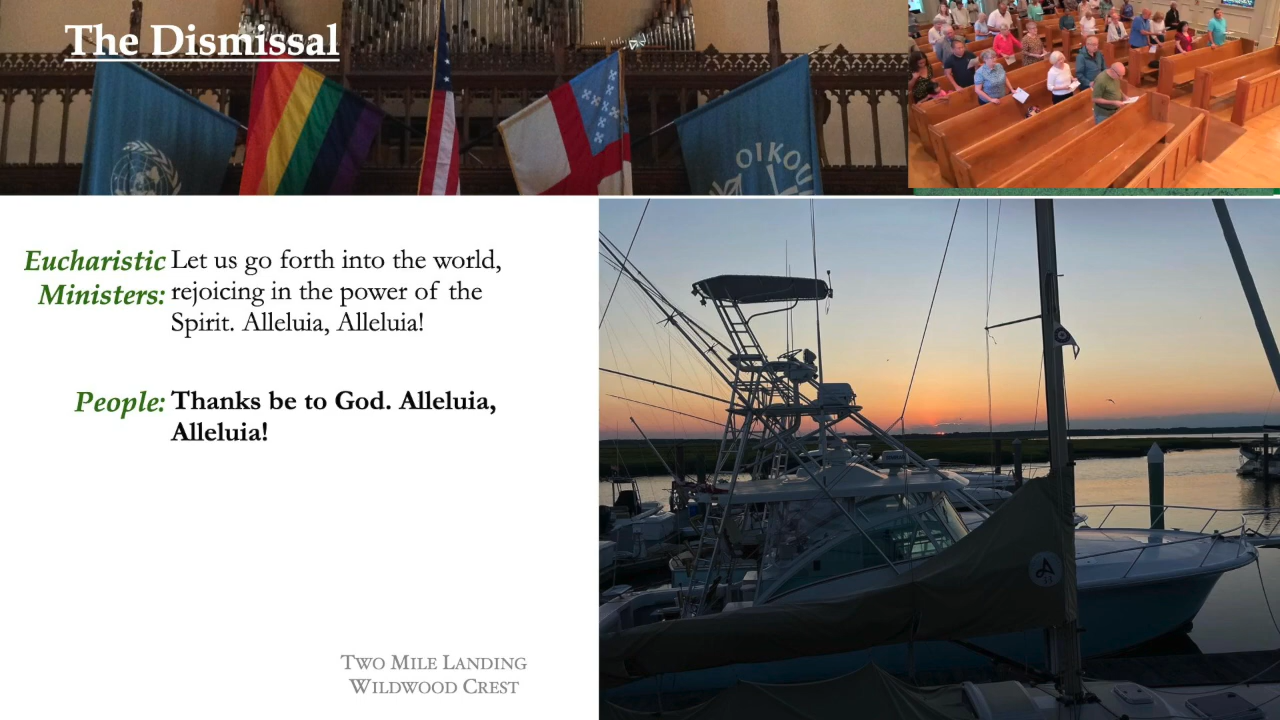 The Dismissal
OIKOU
Eucharistic Let us go forth into the world,
Ministers: rejoicing in the power of the
Spirit. Alleluia, Alleluia!
People: Thanks be to God. Alleluia,
Alleluia!
TWO MILE LANDING
WILDWOOD CREST